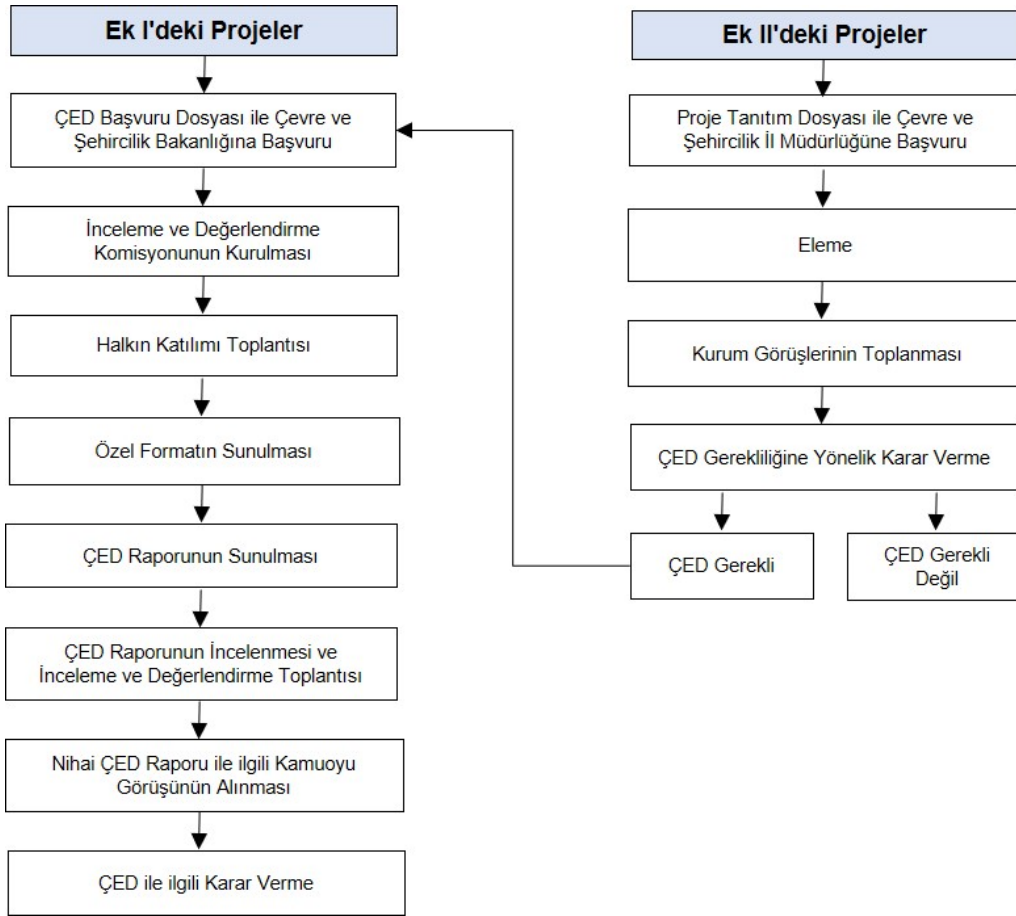 Ek I'deki Projeler
ÇED Başvuru Dosyası ile Çevre ve
Şehircilik Bakanlığına Başvuru
İnceleme ve Değerlendirme
Komisyonunun Kurulması
Halkın Katılımı Toplantısı
Özel Formatın Sunulması
ÇED Raporunun Sunulması
ÇED Raporunun İncelenmesi ve
İnceleme ve Değerlendirme Toplantısı
Nihai ÇED Raporu ile ilgili Kamuoyu
Görüşünün Alınması
ÇED ile ilgili Karar Verme
Ek II'deki Projeler
Proje Tanıtım Dosyası ile Çevre ve
Şehircilik İl Müdürlüğüne Başvuru
Eleme
Kurum Görüşlerinin Toplanması
ÇED Gerekliliğine Yönelik Karar Verme
ÇED Gerekli
ÇED Gerekli
Değil